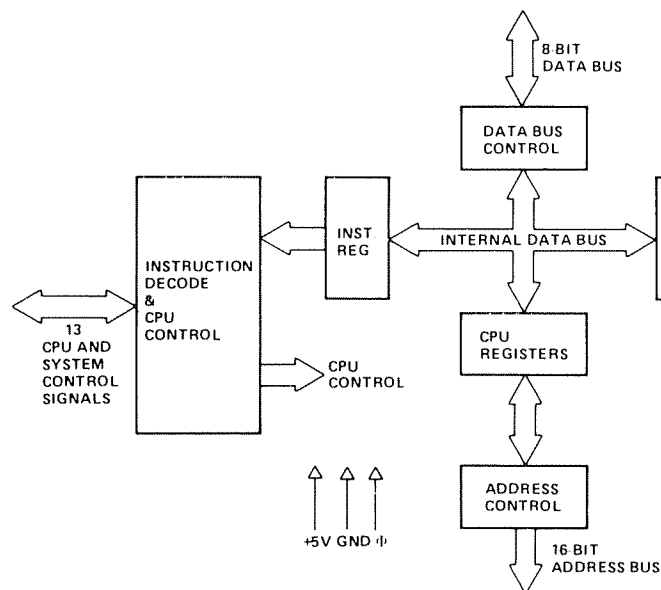 8-BIT
DATA BUS
DATA BUS
CONTROL
INST.
REG
INTERNAL DATA BUS
INSTRUCTION
DECODE
&
CPU
CONTROL
13
CPU AND
SYSTEM
CONTROL
SIGNALS
CPU
CONTROL
CPU
REGISTERS
ADDRESS
CONTROL
+5V GND Φ
16-BIT
ADDRESS BUS